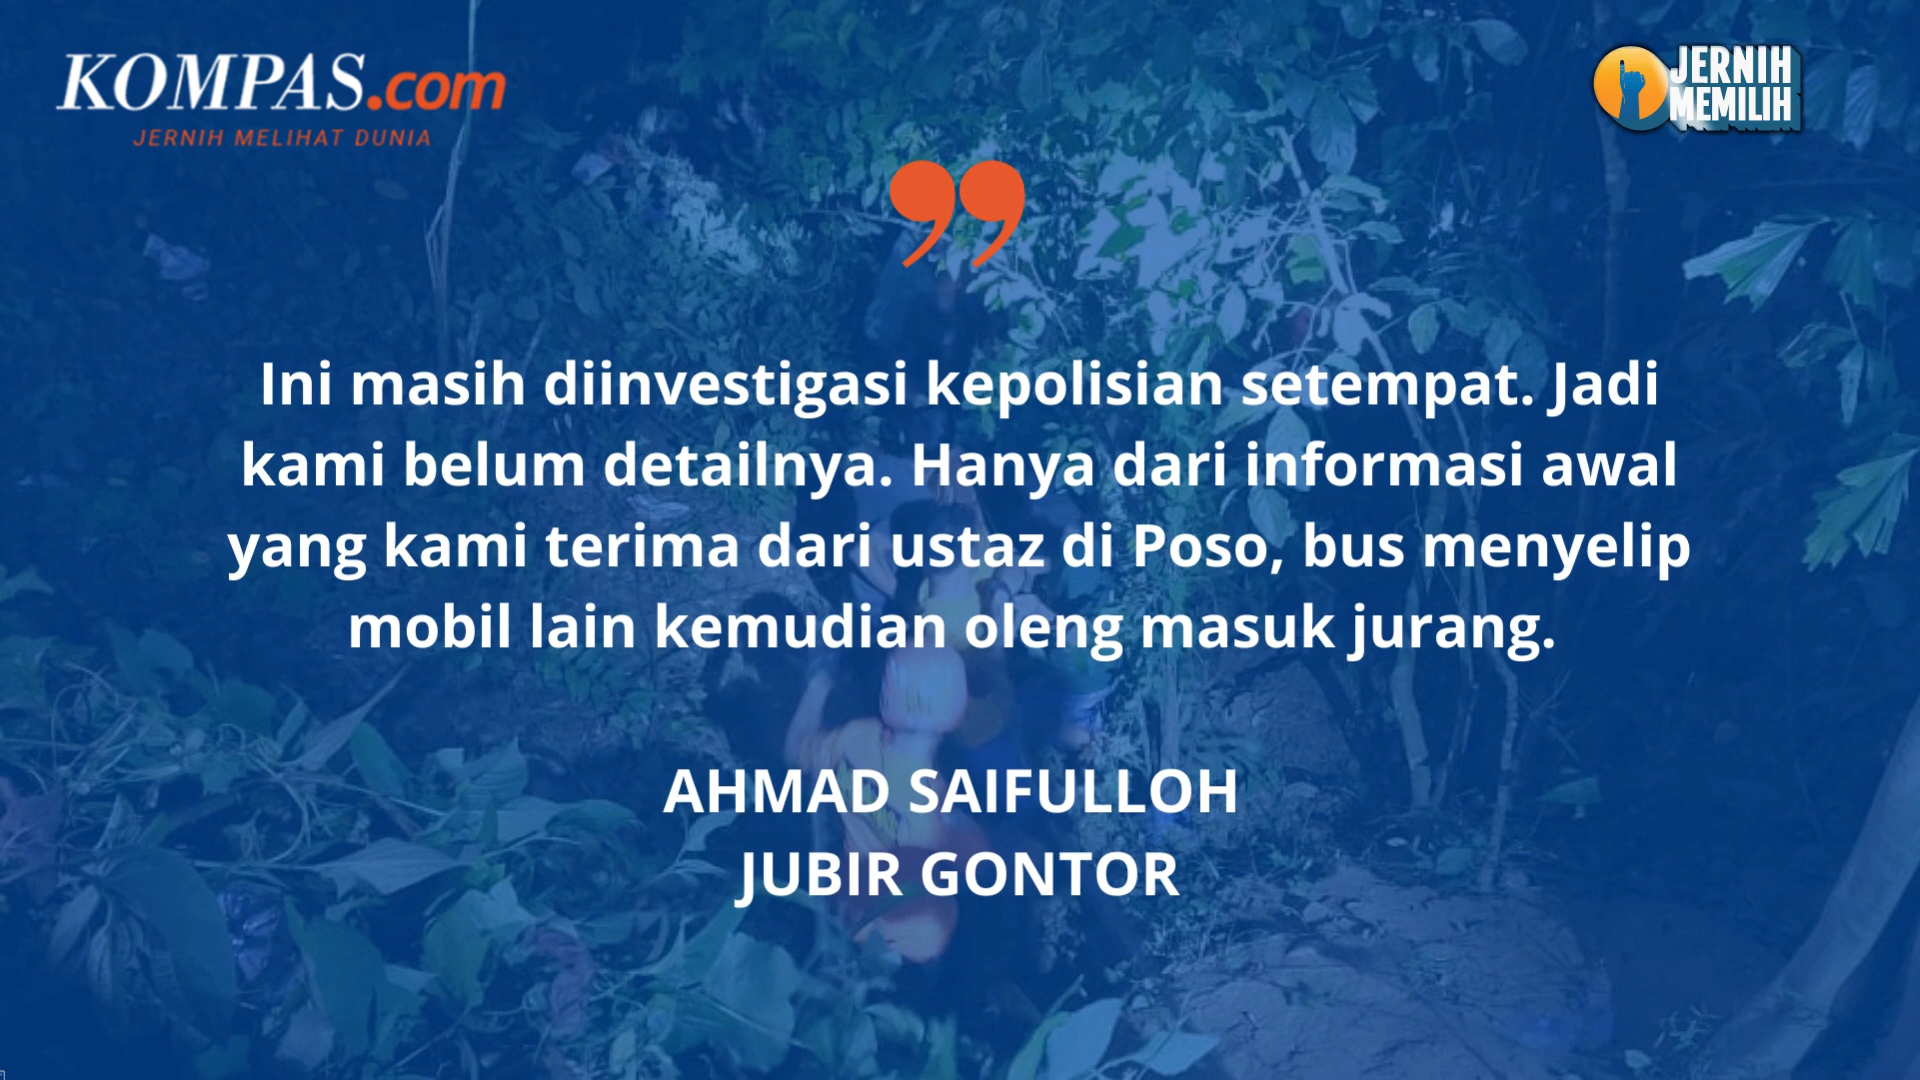 KOMPAS.com
JERNIH MELIHAT DUNIA
JERNIH
MEMILIH
Ini masih diinvestigasi kepolisian setempat. Jadi
kami belum detailnya. Hanya dari informasi awal
yang kami terima dari ustaz di Poso, bus menyelip
mobil lain kemudian oleng masuk jurang.
AHMAD SAIFULLOH
JUBIR GONTOR